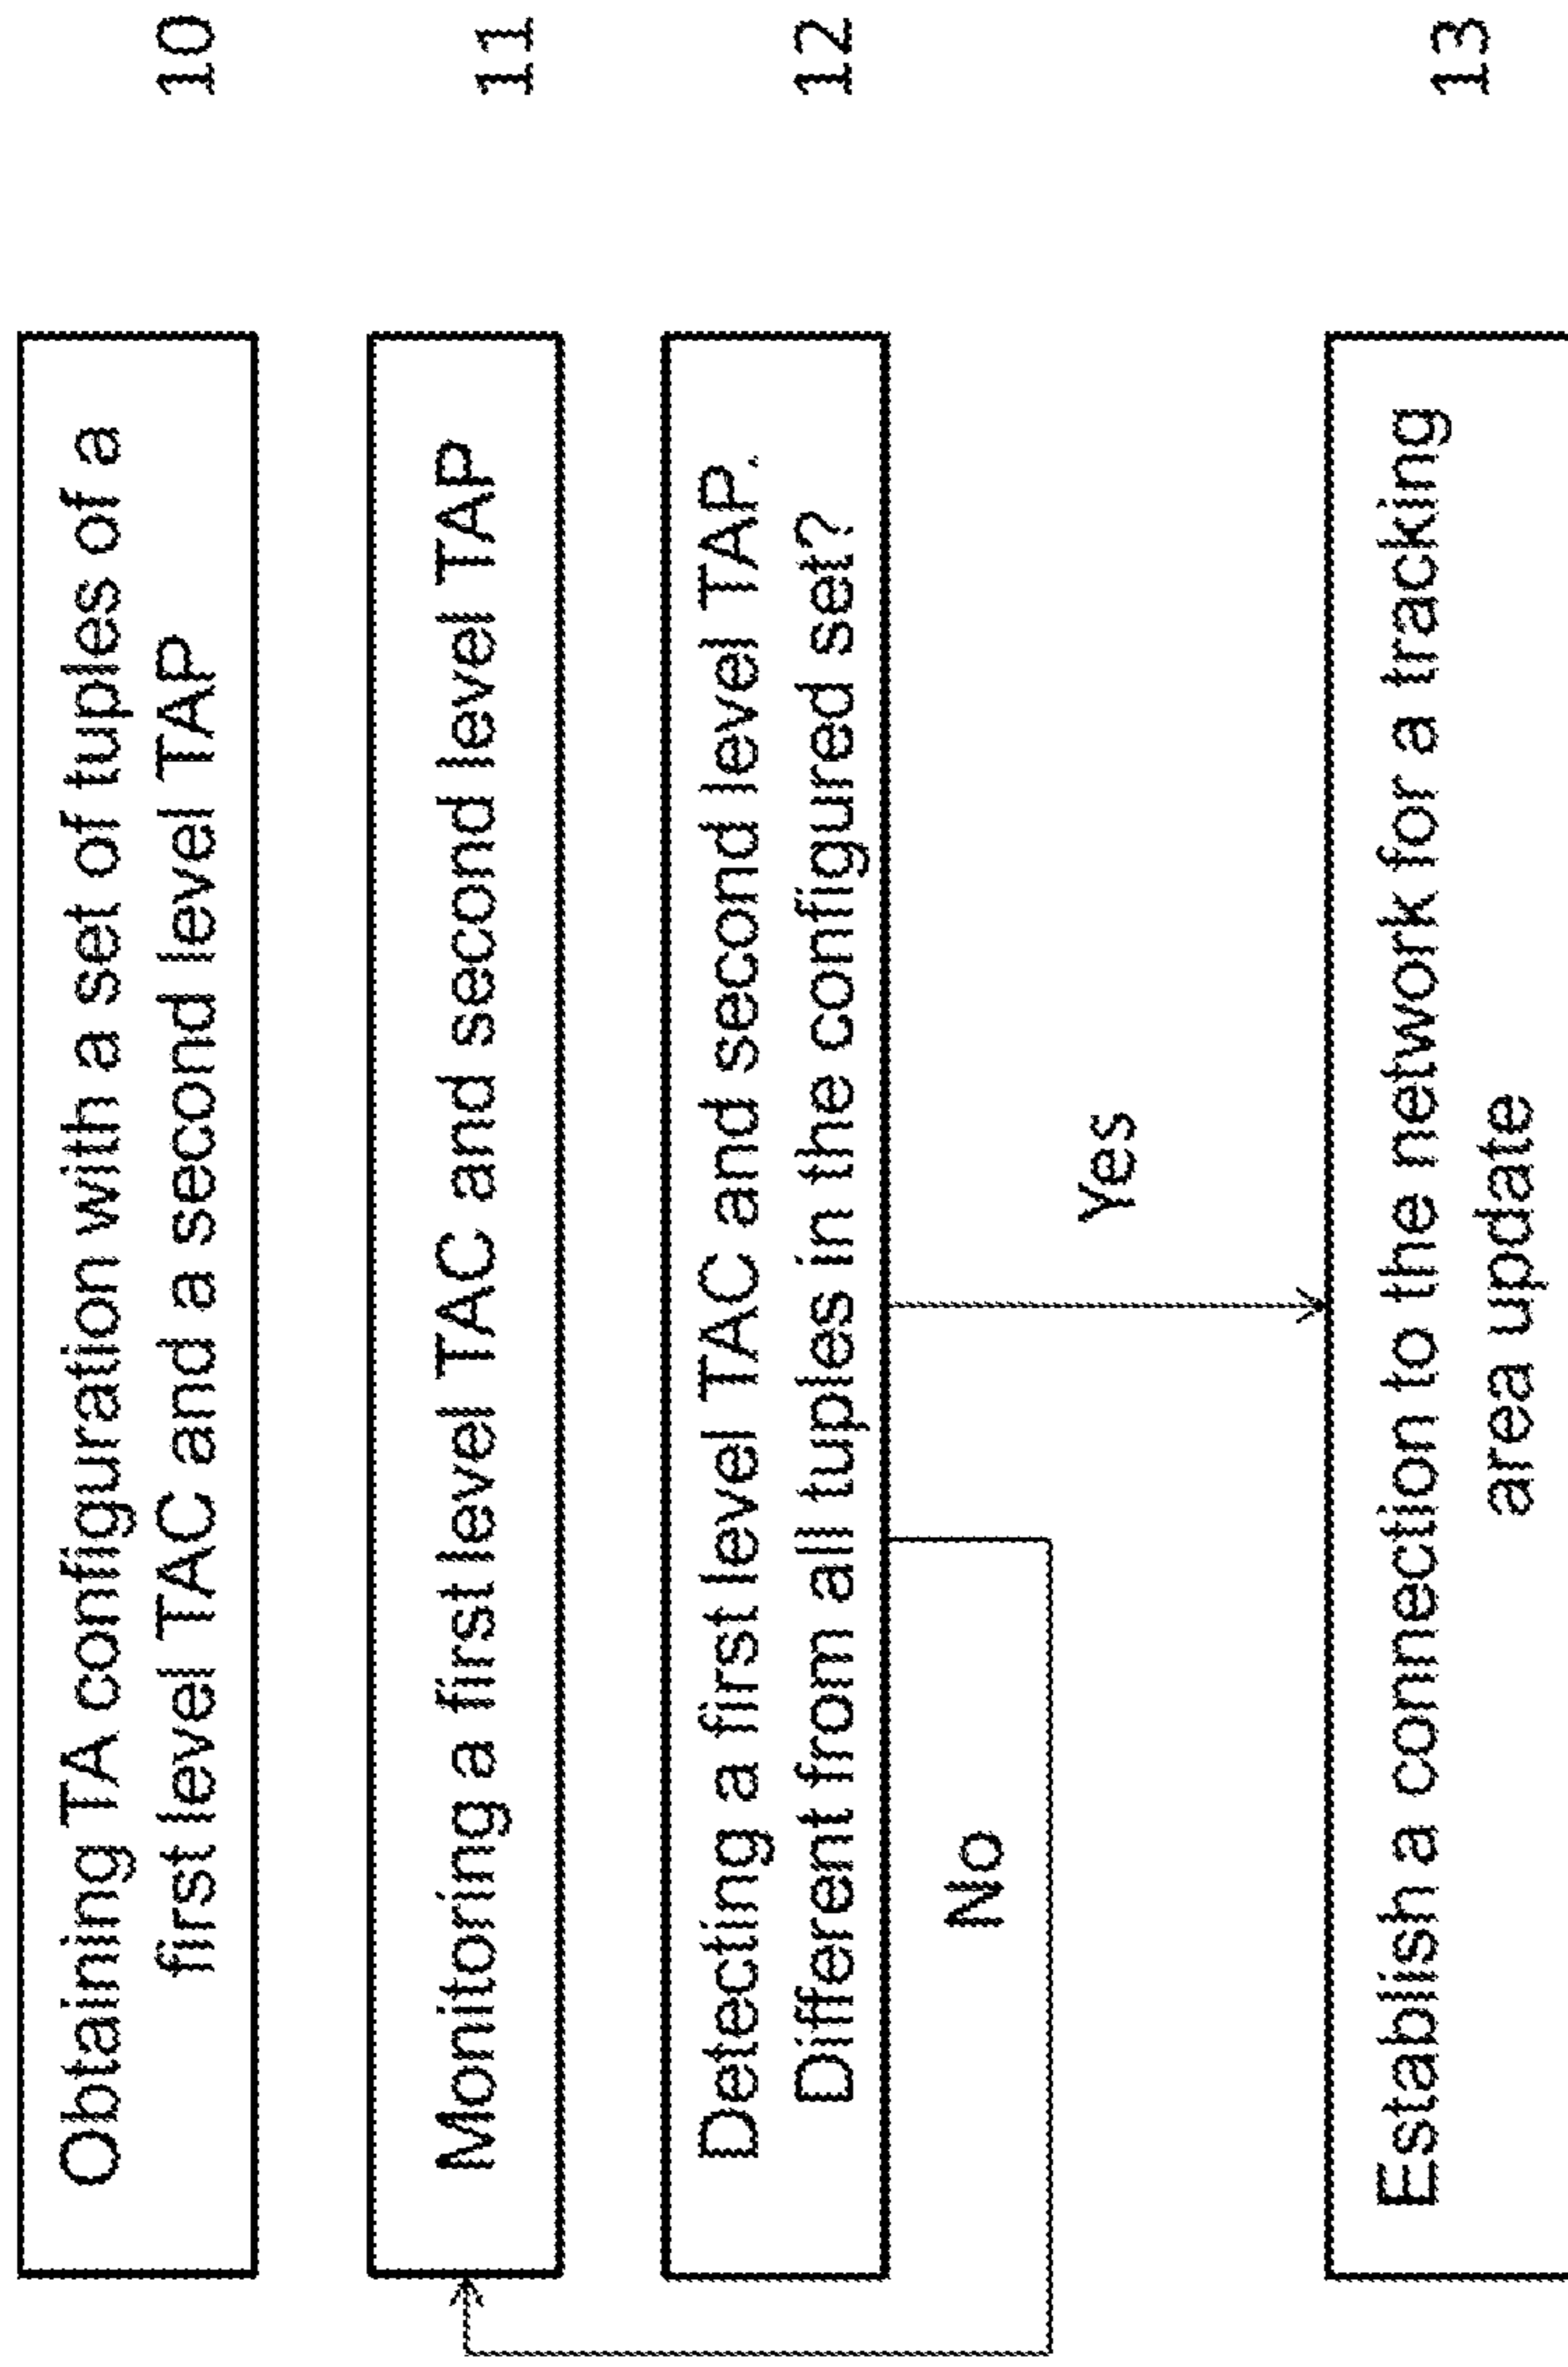 Obtaining TA configuration with a set of tuples of a
first level TAC and a second level TAP
10
Monitoring a first level TAC and second level TAP
11
Detecting a first level TAC and second level TAP.
Different from all tuples in the configured set?
12
No
Yes
Establish a connection to the network for a tracking
area update
13